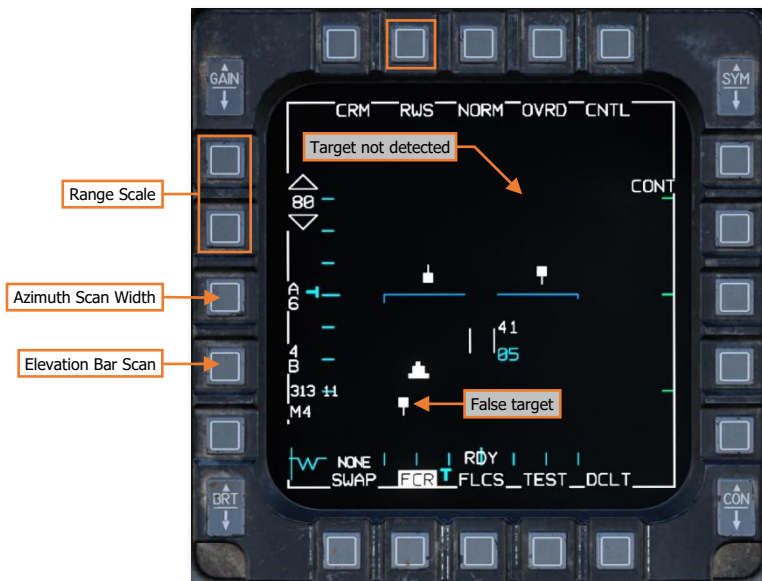 GAIN
SYM
CRM RWS NORM OVRD CNTL
Target not detected
CONT
Range Scale
80
A
6
Azimuth Scan Width
41
05
4
B
Elevation Bar Scan
313 11
M4
False target
NONE
RDY
SWAP FCR T FLCS TEST DCLT
BRT
CON